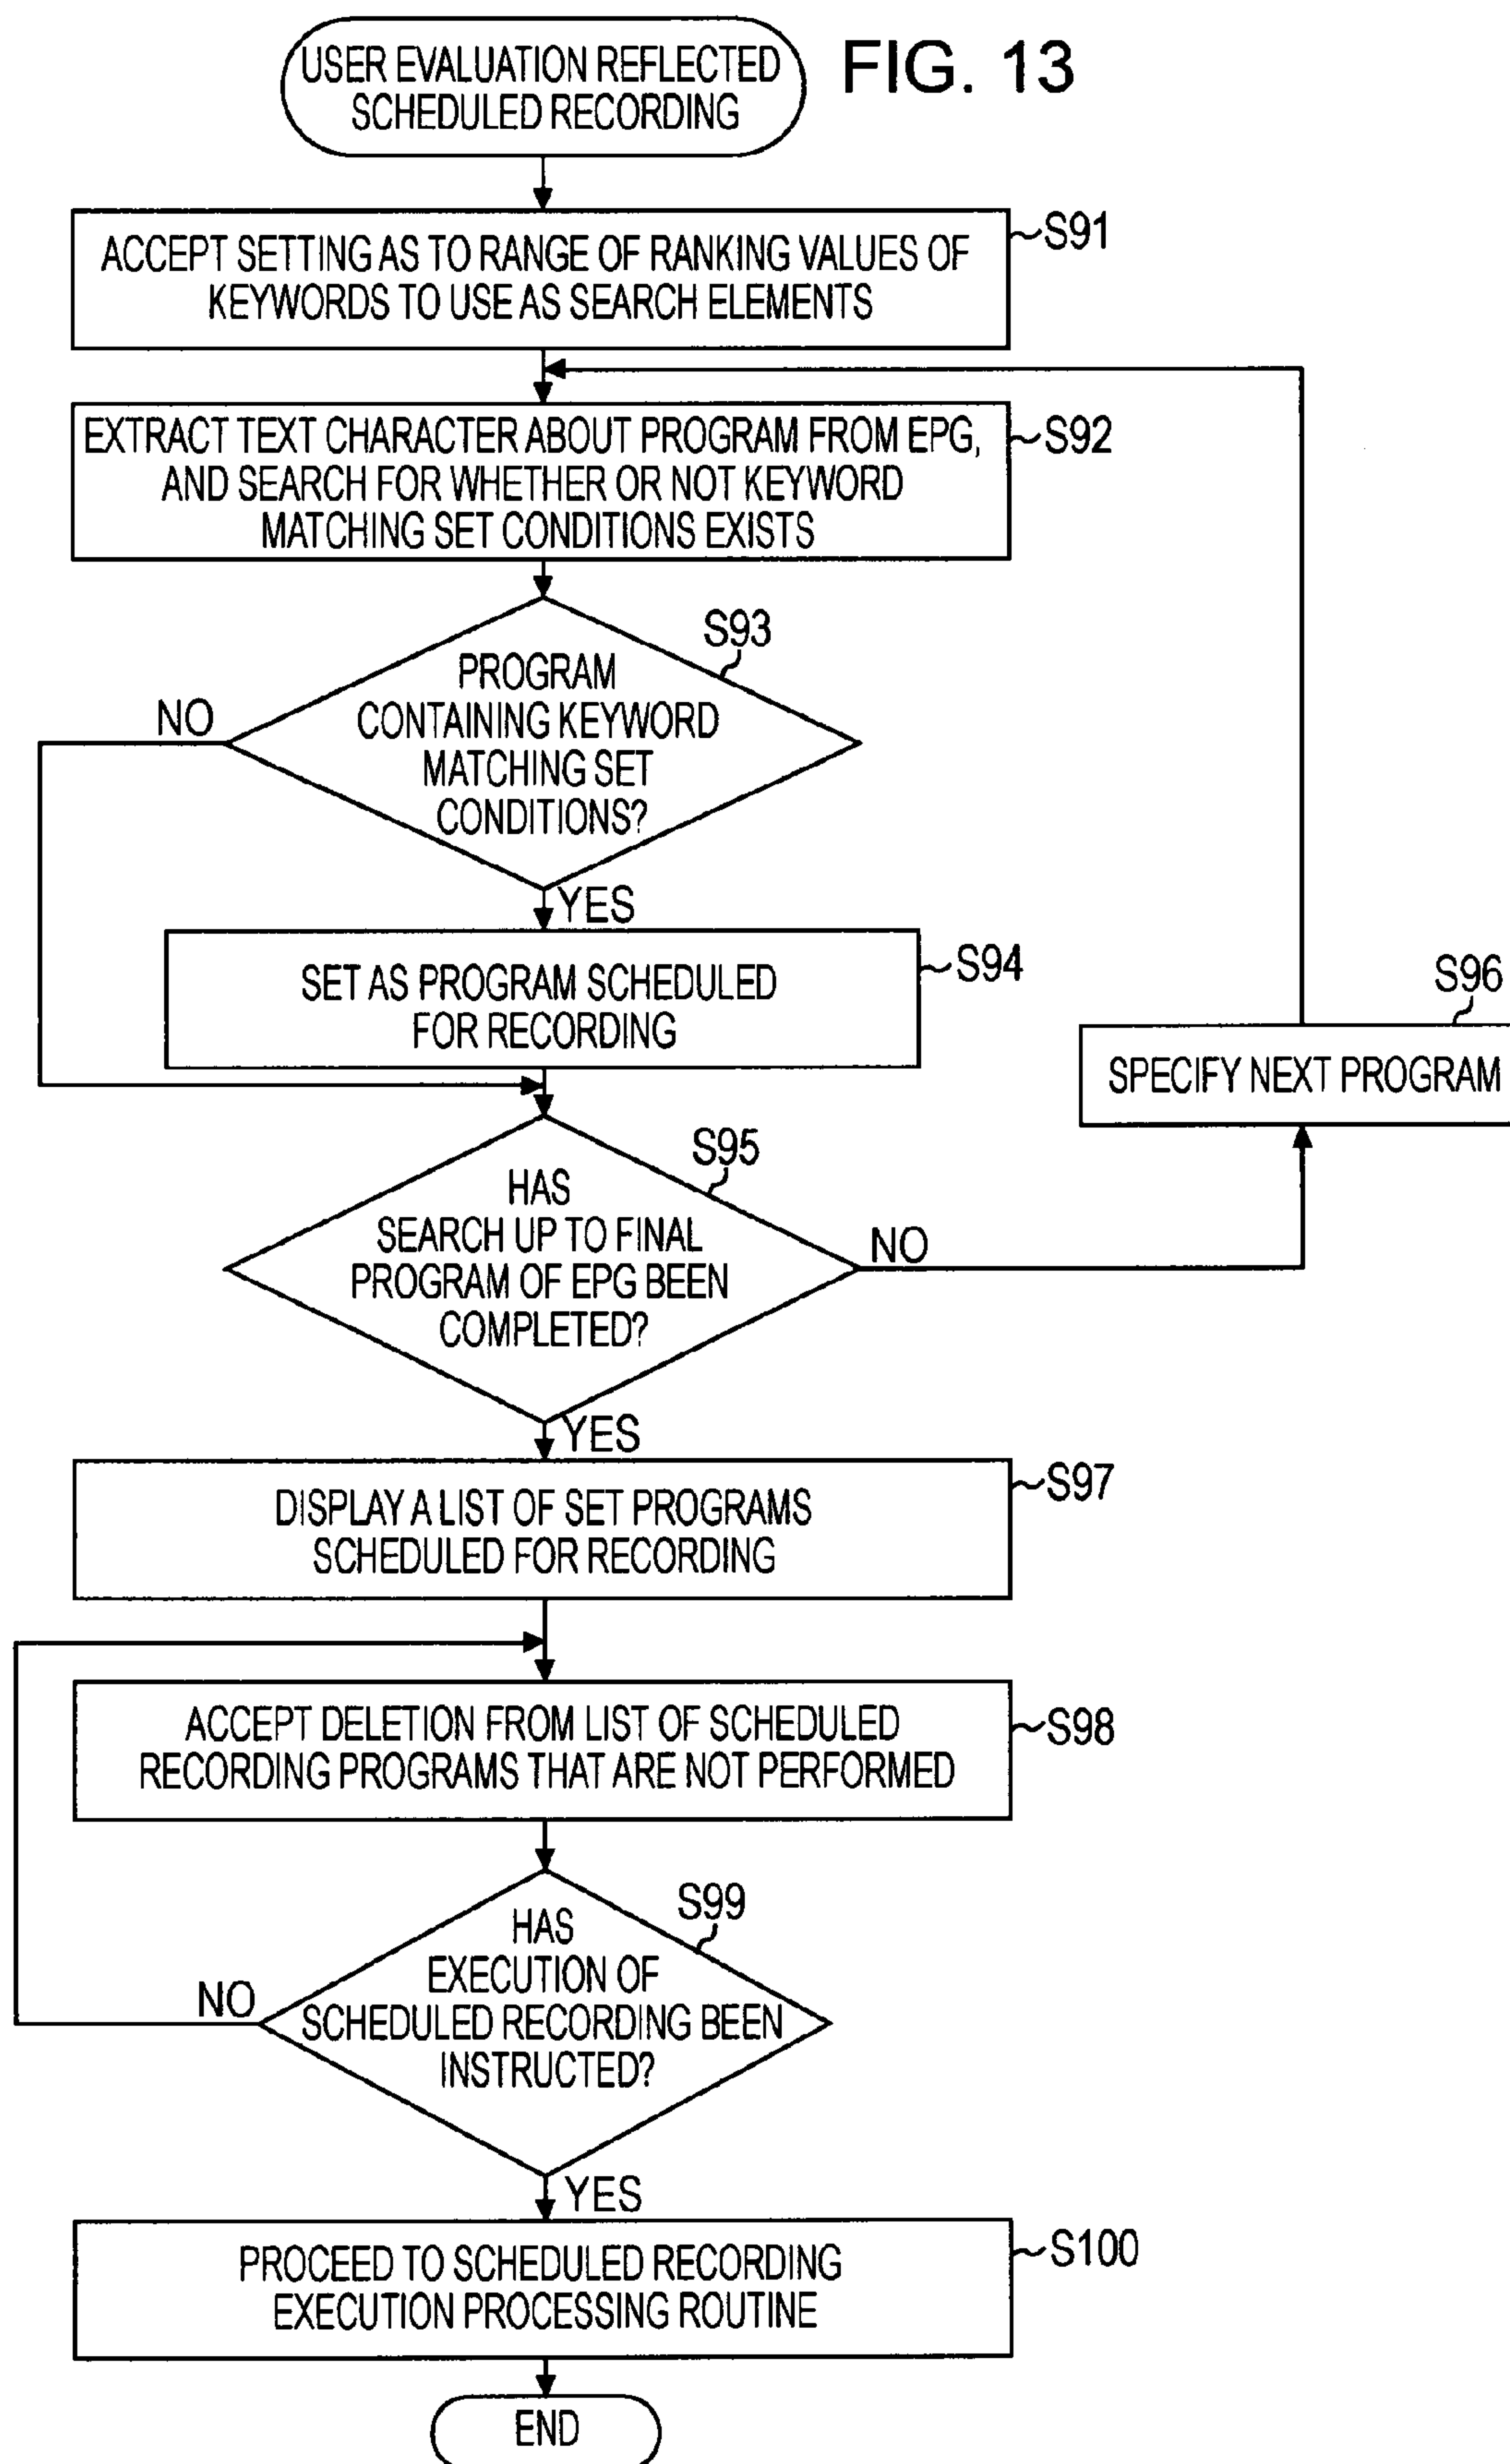 USER EVALUATION REFLECTED
SCHEDULED RECORDING
FIG. 13
ACCEPT SETTING AS TO RANGE OF RANKING VALUES OF
KEYWORDS TO USE AS SEARCH ELEMENTS
S91
EXTRACT TEXT CHARACTER ABOUT PROGRAM FROM EPG,
AND SEARCH FOR WHETHER OR NOT KEYWORD
MATCHING SET CONDITIONS EXISTS
S92
S93
PROGRAM
CONTAINING KEYWORD
MATCHING SET
CONDITIONS?
NO
YES
SET AS PROGRAM SCHEDULED
FOR RECORDING
S94
S96
SPECIFY NEXT PROGRAM
S95
HAS
SEARCH UP TO FINAL
PROGRAM OF EPG BEEN
COMPLETED?
NO
YES
DISPLAY A LIST OF SET PROGRAMS
SCHEDULED FOR RECORDING
S97
ACCEPT DELETION FROM LIST OF SCHEDULED
RECORDING PROGRAMS THAT ARE NOT PERFORMED
S98
S99
HAS
EXECUTION OF
SCHEDULED RECORDING BEEN
INSTRUCTED?
NO
YES
PROCEED TO SCHEDULED RECORDING
EXECUTION PROCESSING ROUTINE
S100
END